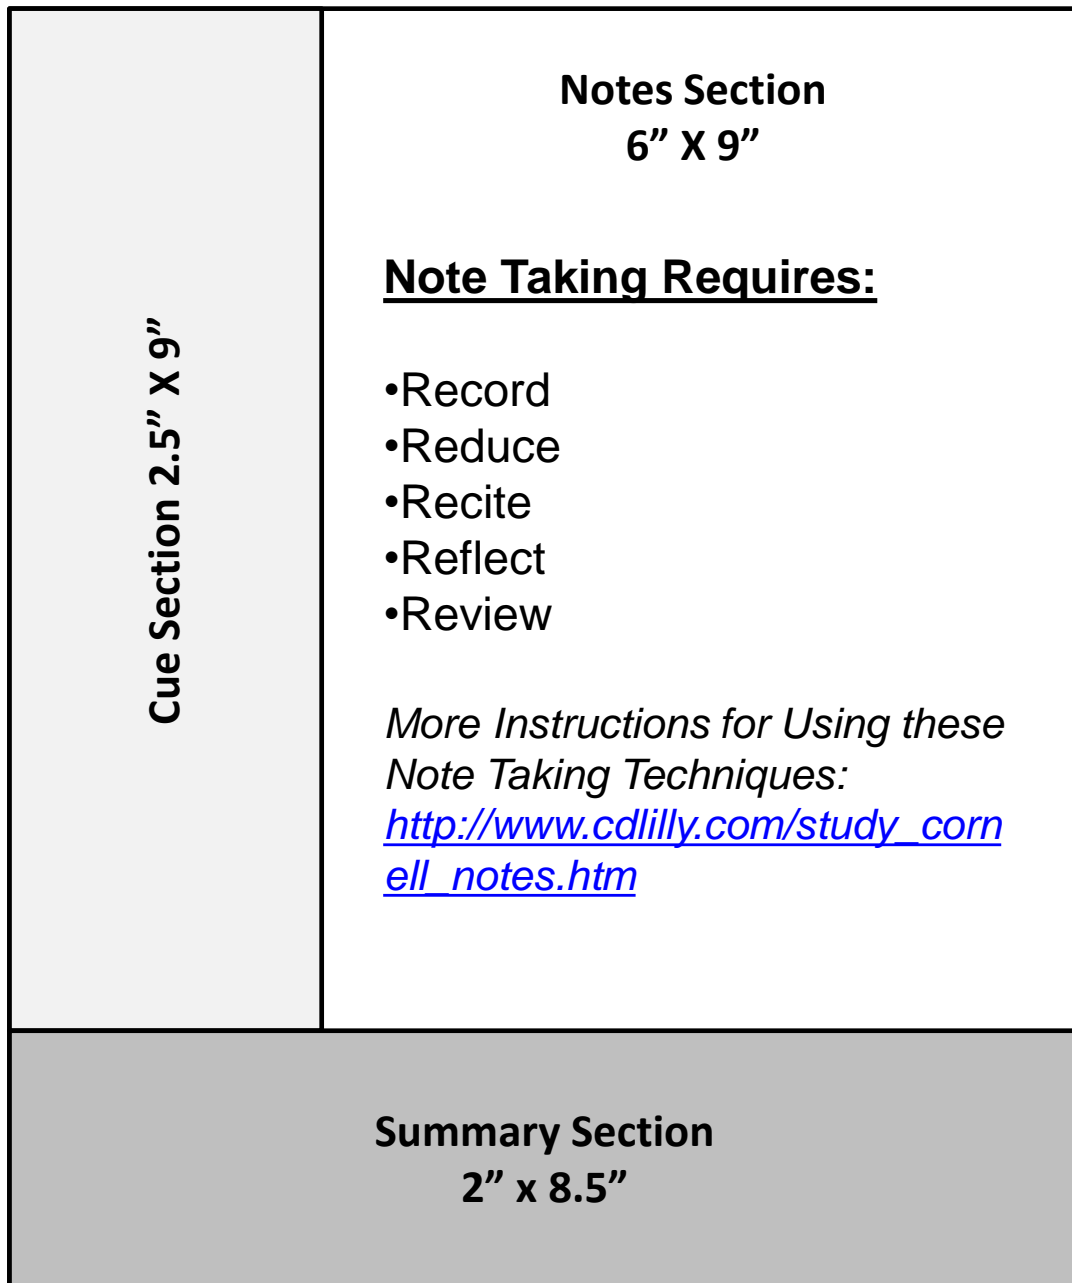 Cue Section 2.5” X 9”
Notes Section
6” X 9”
Note Taking Requires:
•Record
•Reduce
•Recite
•Reflect
•Review
More Instructions for Using these
Note Taking Techniques:
http://www.cdlilly.com/study_corn
ell_notes.htm
Summary Section
2” x 8.5”